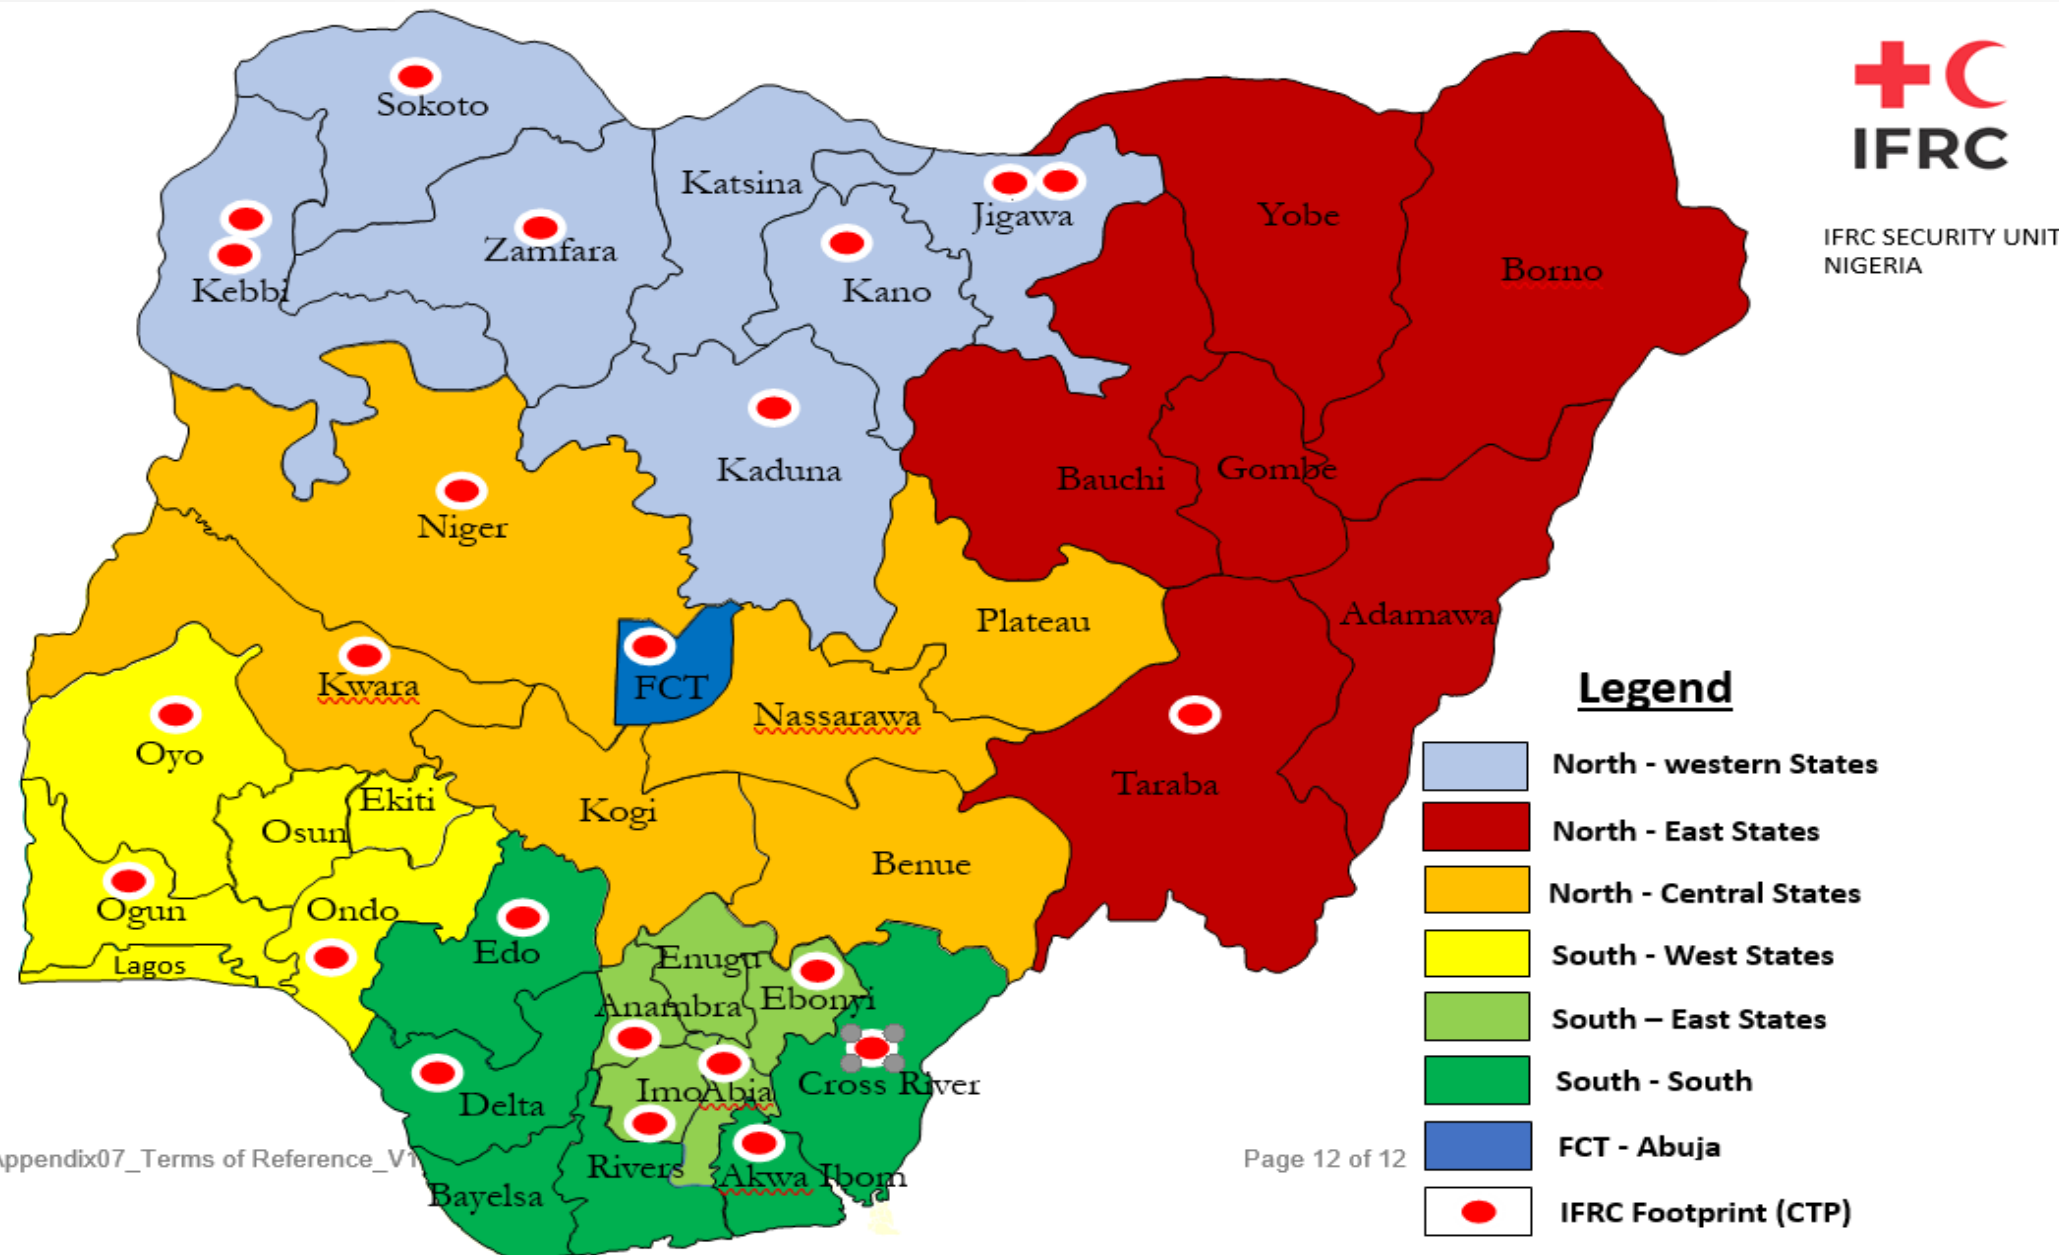 Sokoto
Katsina
Jigawa
Yobe
Zamfara
Kebbi
Kano
Borno
IFRC
IFRC SECURITY UNIT
NIGERIA
Kaduna
Bauchi
Gombe
Niger
Plateau
Adamawa
Kwara
FCT
Nassarawa
Oyo
Taraba
Ekiti
Osun
Kogi
Benue
Ogun
Ondo
Lagos
Edo
Enugu
Anambra
Ebonyi
Imo
Abia
Cross River
Delta
Rivers
Akwa Ibom
Bayelsa
Legend
North - western States
North - East States
North - Central States
South - West States
South – East States
South - South
FCT - Abuja
IFRC Footprint (CTP)
Appendix07_Terms of Reference_V1
Page 12 of 12